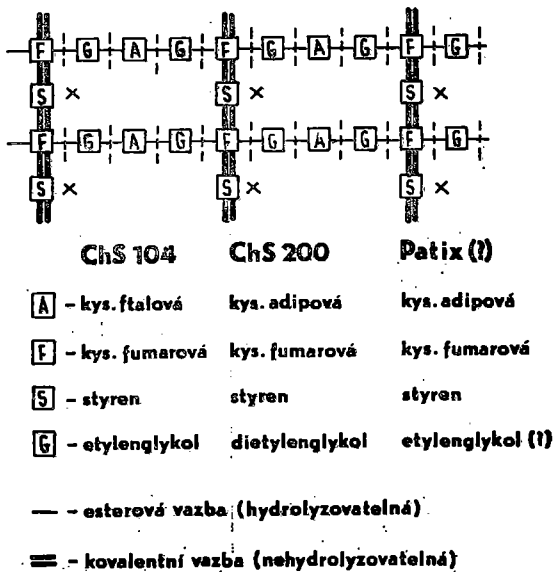 F G A G F G A G F G
S × S × S ×
F G A G F G A G F G
S × S × S ×
ChS 104 ChS 200 Patix (?)
A - kys. ftalová kys. adipová kys. adipová
F - kys. fumarová kys. fumarová kys. fumarová
S - styren styren styren
G - etylenglykol dietylenglykol etylenglykol (?)
— - esterová vazba (hydrolyzovatelná)
= - kovalentní vazba (nehydrolyzovatelná)